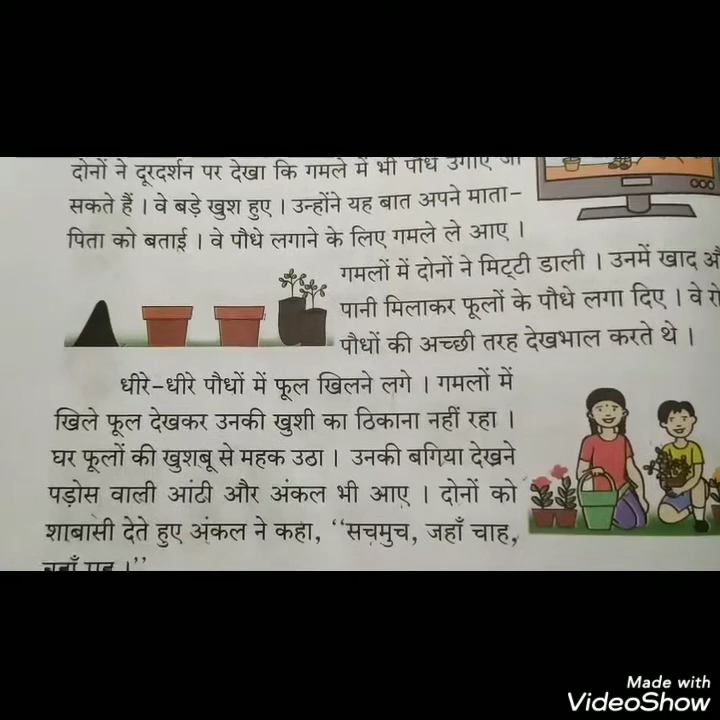 दोनों ने दूरदर्शन पर देखा कि गमले में भी पौधे उगाए जा
सकते हैं । वे बड़े खुश हुए । उन्होंने यह बात अपने माता-
पिता को बताई । वे पौधे लगाने के लिए गमले ले आए ।
गमलों में दोनों ने मिट्टी डाली । उनमें खाद
पानी मिलाकर फूलों के पौधे लगा दिए । वे
पौधों की अच्छी तरह देखभाल करते थे ।
धीरे-धीरे पौधों में फूल खिलने लगे । गमलों में
खिले फूल देखकर उनकी खुशी का ठिकाना नहीं रहा ।
घर फूलों की खुशबू से महक उठा । उनकी बगिया देखने
पड़ोस वाली आंटी और अंकल भी आए । दोनों को
शाबासी देते हुए अंकल ने कहा, “सचमुच, जहाँ चाह,
Made with
VideoShow